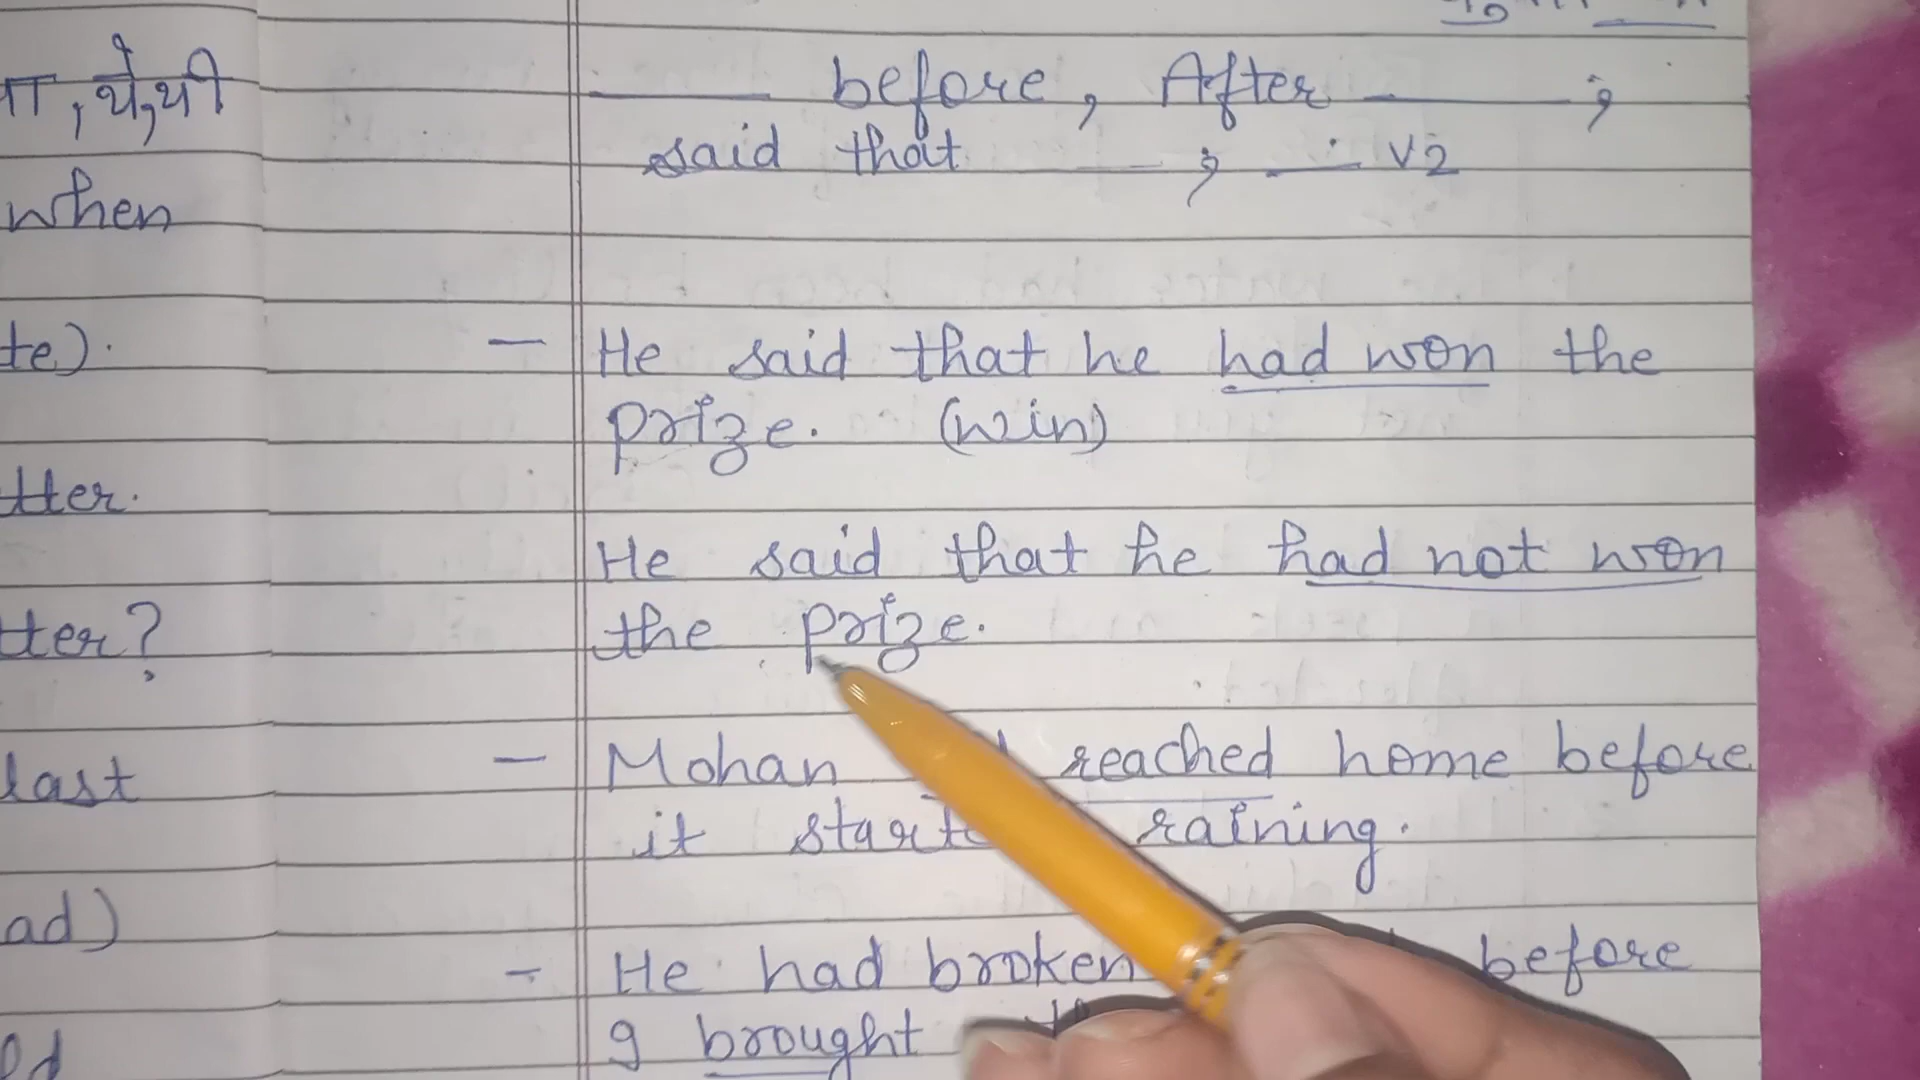 थे,थी
when
te).
tter.
tter?
last
ad)
ed
before, After ,
said that , V2
- He said that he had won the
prize. (win)
He said that he had not won
the prize.
- Mohan reached home before
it raining.
- He had broken before
I brought